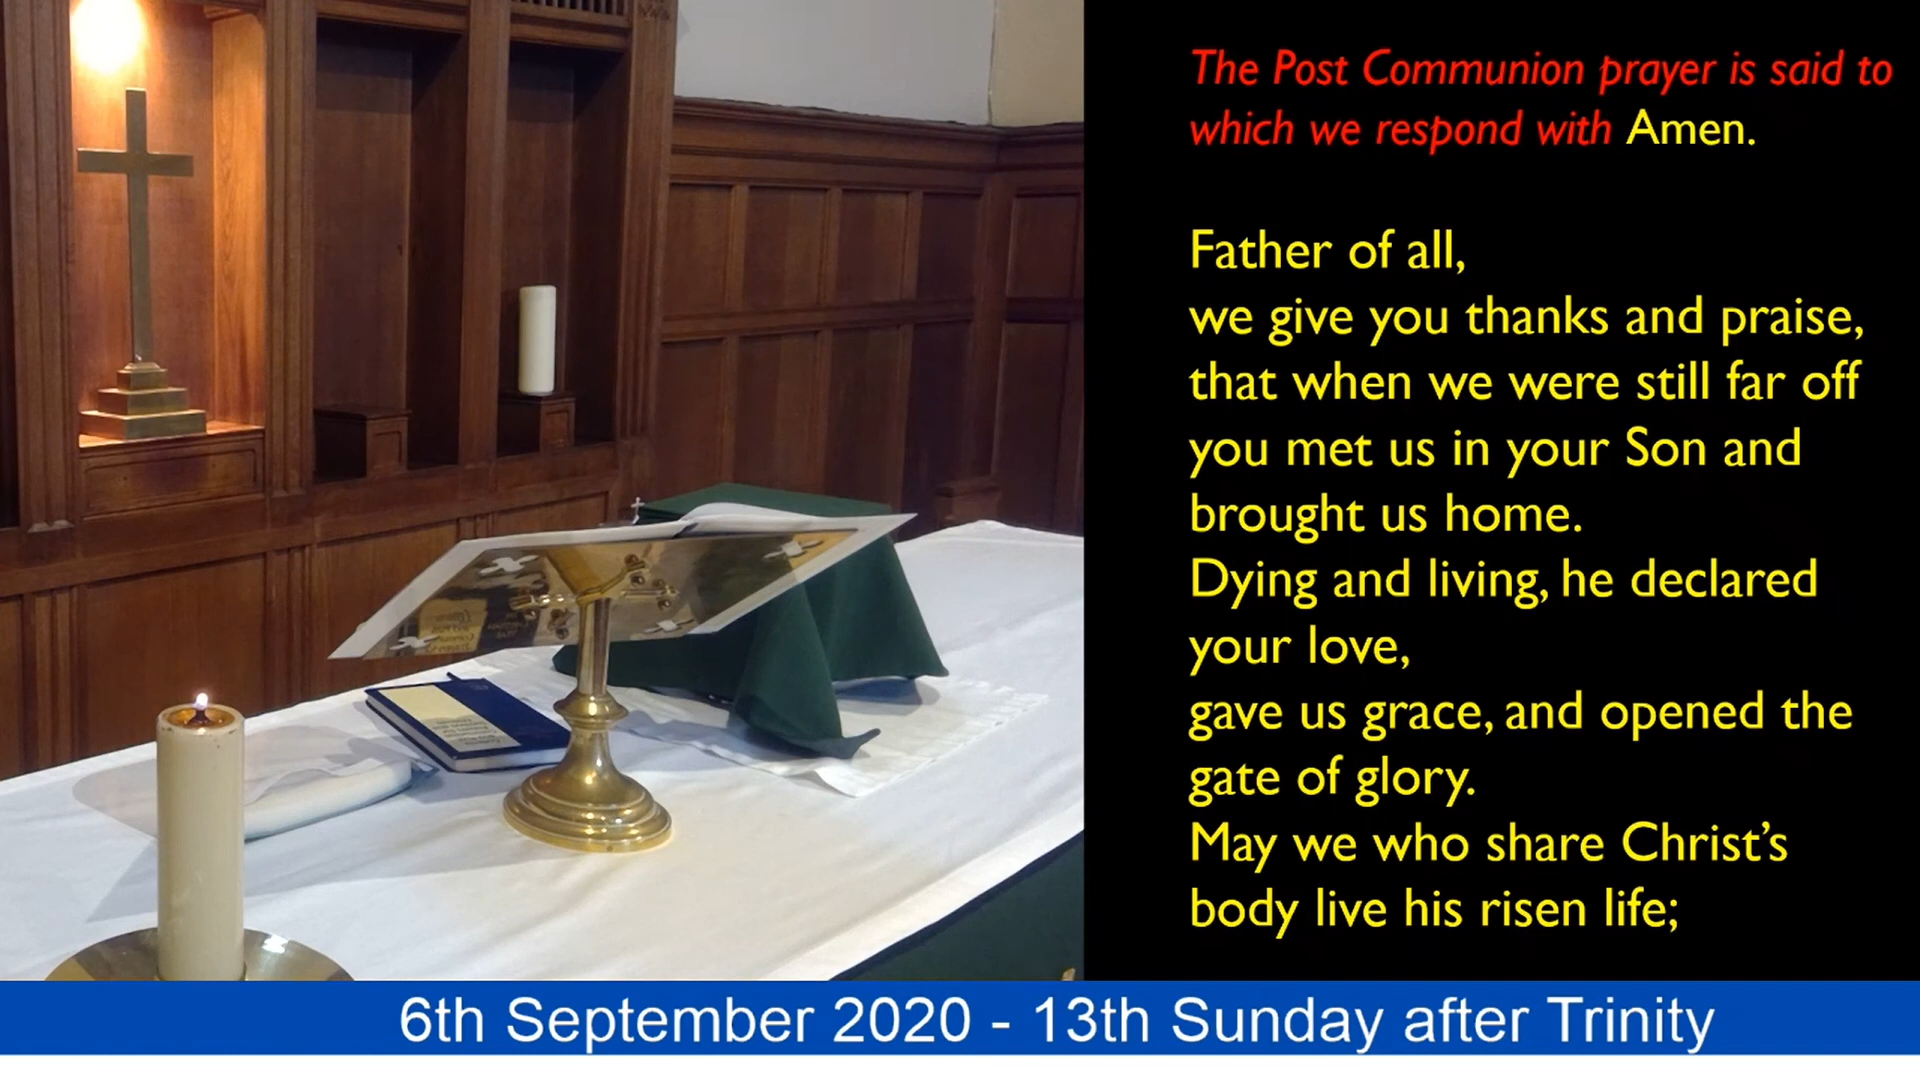 The Post Communion prayer is said to
which we respond with Amen.
Father of all,
we give you thanks and praise,
that when we were still far off
you met us in your Son and
brought us home.
Dying and living, he declared
your love,
gave us grace, and opened the
gate of glory.
May we who share Christ's
body live his risen life;
6th September 2020 - 13th Sunday after Trinity